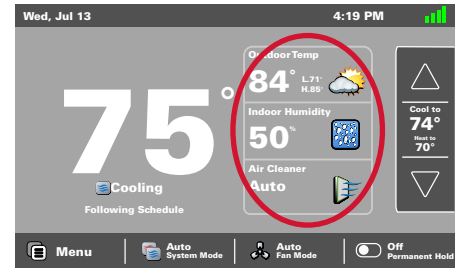 Wed, Jul 13
4:19 PM
75°
Cooling
Following Schedule
Outdoor Temp
84° L.71°
H.85°
Indoor Humidity
50%
Air Cleaner
Auto
Cool to
74°
Heat to
70°
Menu
Auto
System Mode
Auto
Fan Mode
Off
Permanent Hold